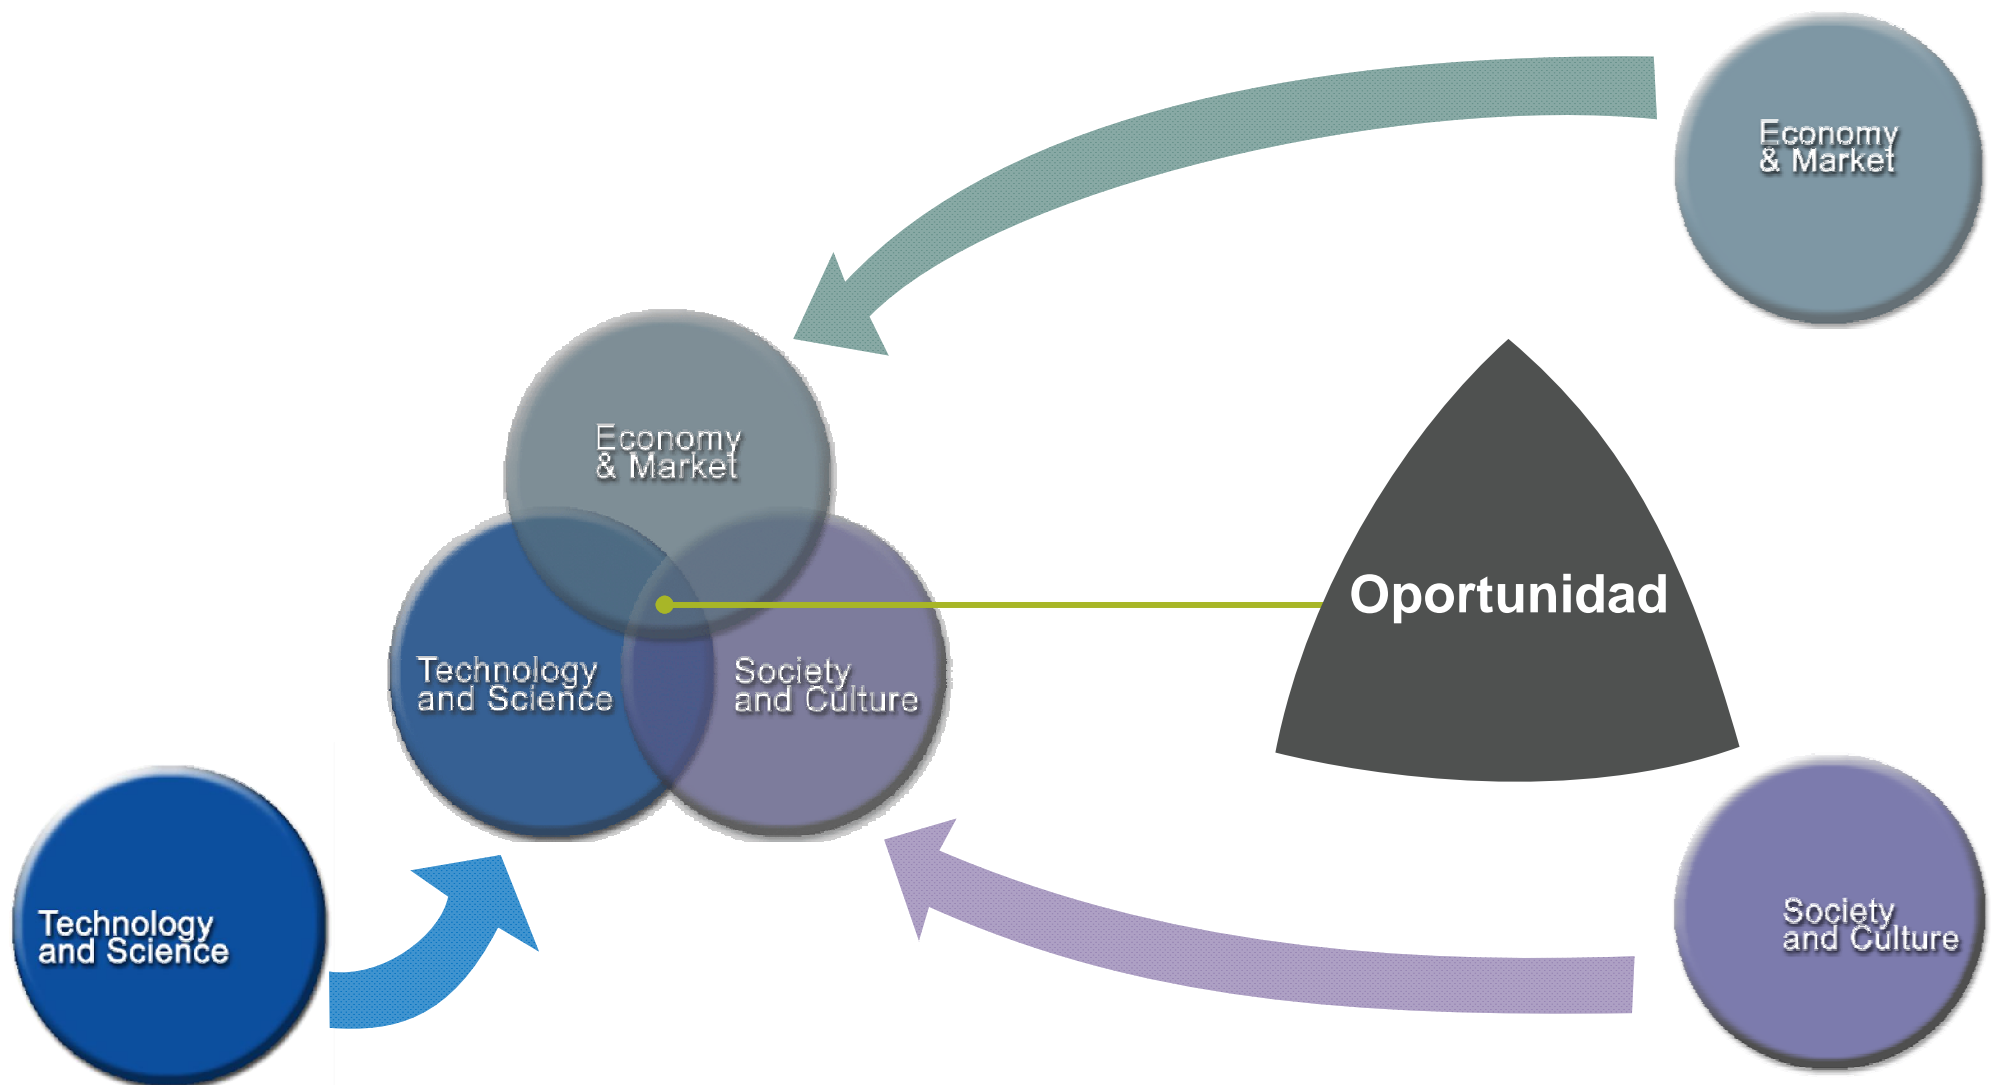 Economy
& Market
Economy
& Market
Oportunidad
Technology
and Science
Society
and Culture
Technology
and Science
Society
and Culture